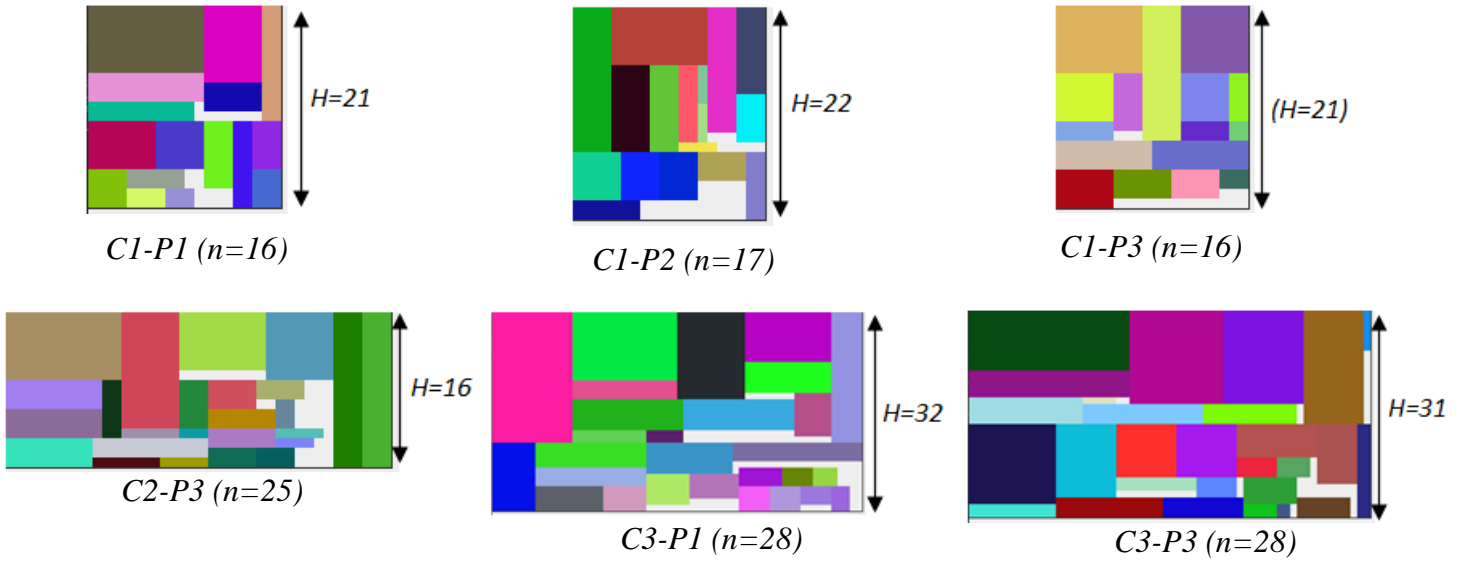 H=21
H=22
(H=21)
C1-P1 (n=16)
C1-P2 (n=17)
C1-P3 (n=16)
H=16
H=32
H=31
C2-P3 (n=25)
C3-P1 (n=28)
C3-P3 (n=28)